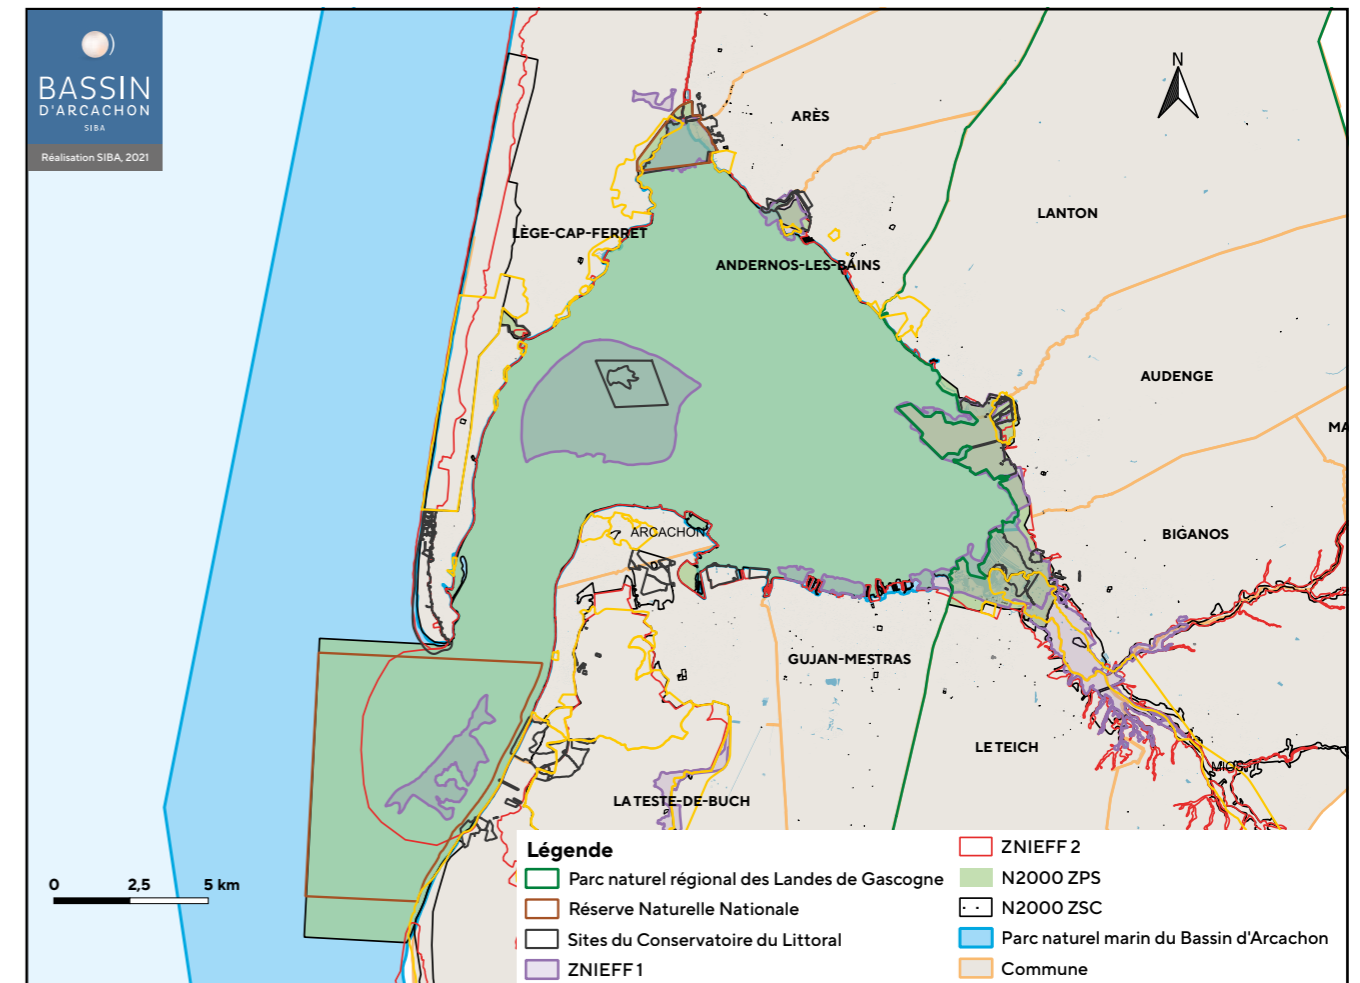 BASSIN
D'ARCACHON
SIBA
Réalisation SIBA, 2021
N
ARÈS
LANTON
LÈGE-CAP-FERRET
ANDERNOS-LES-BAINS
AUDENGE
MA
ARCACHON
BIGANOS
GUJAN-MESTRAS
LE TEICH
MIOS
LA TESTE-DE-BUCH
0 2,5 5 km
Légende
Parc naturel régional des Landes de Gascogne
Réserve Naturelle Nationale
Sites du Conservatoire du Littoral
ZNIEFF 1
ZNIEFF 2
N2000 ZPS
N2000 ZSC
Parc naturel marin du Bassin d'Arcachon
Commune